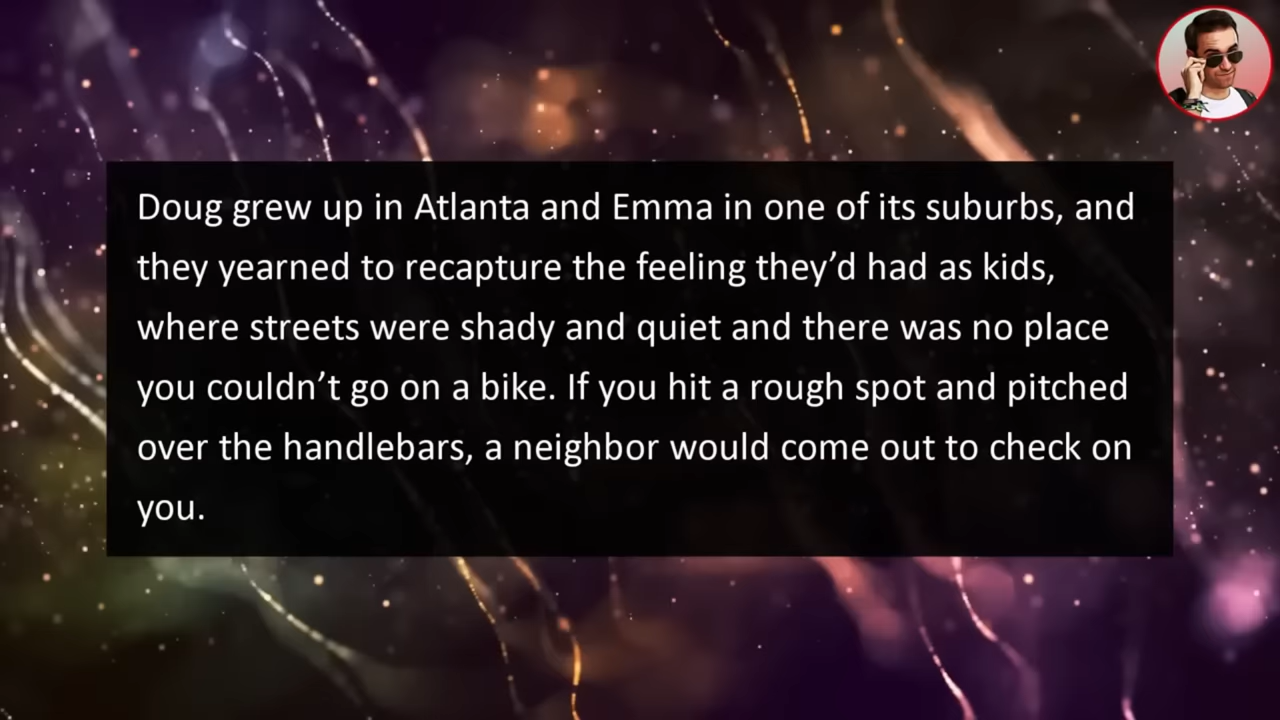 Doug grew up in Atlanta and Emma in one of its suburbs, and
they yearned to recapture the feeling they’d had as kids,
where streets were shady and quiet and there was no place
you couldn’t go on a bike. If you hit a rough spot and pitched
over the handlebars, a neighbor would come out to check on
you.